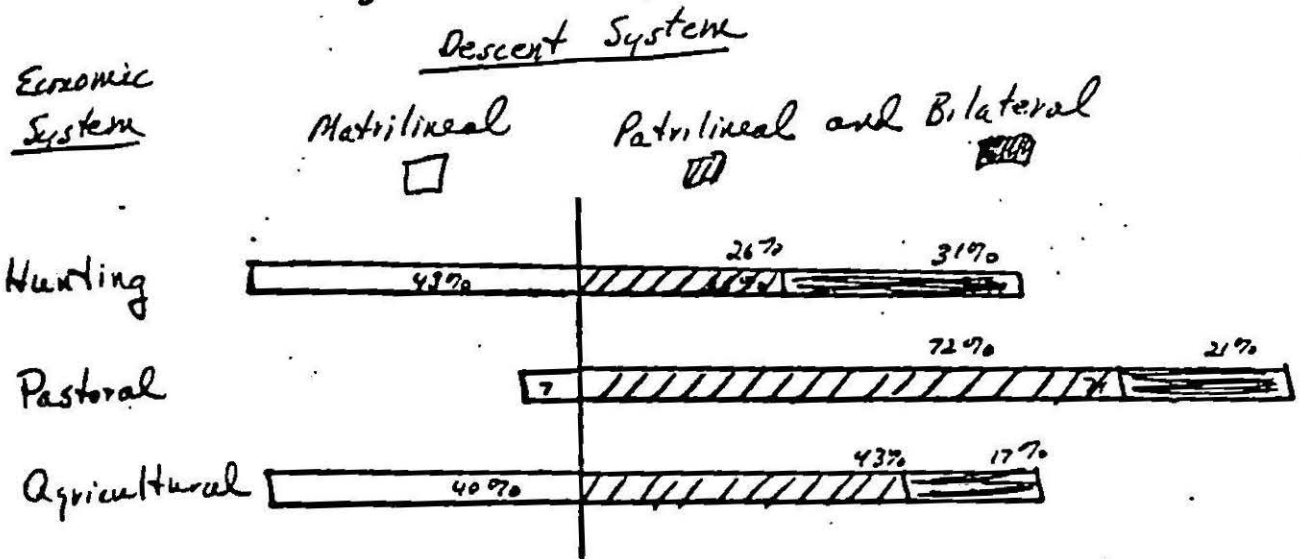 Descent System
Economic
System
Matrilineal
Patrilineal and Bilateral
26%
31%
Hunting
43%
72%
21%
Pastoral
7
43%
17%
Agricultural
40%